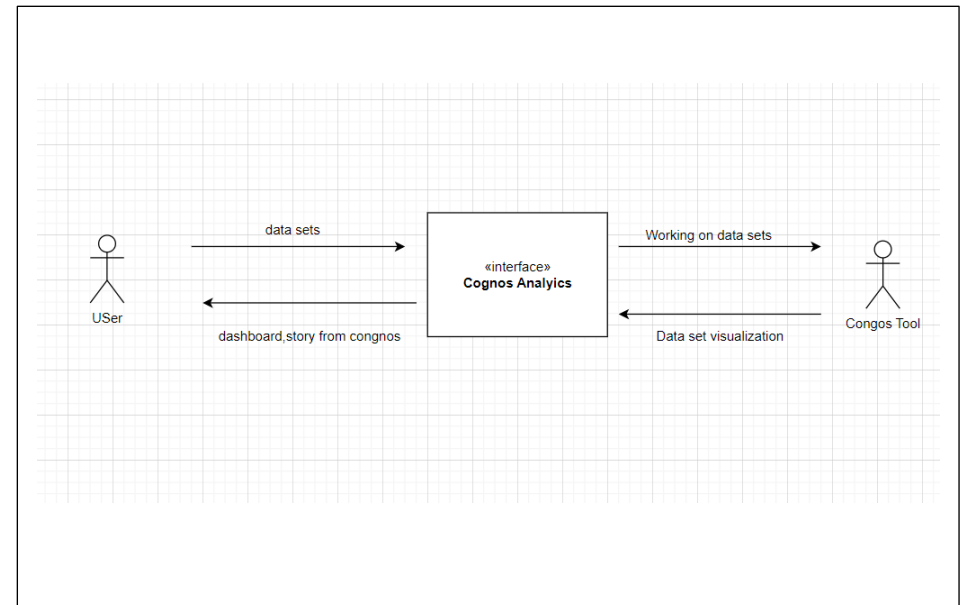 data sets
Working on data sets
«interface»
Cognos Analyics
USer
Congos Tool
dashboard,story from congnos
Data set visualization